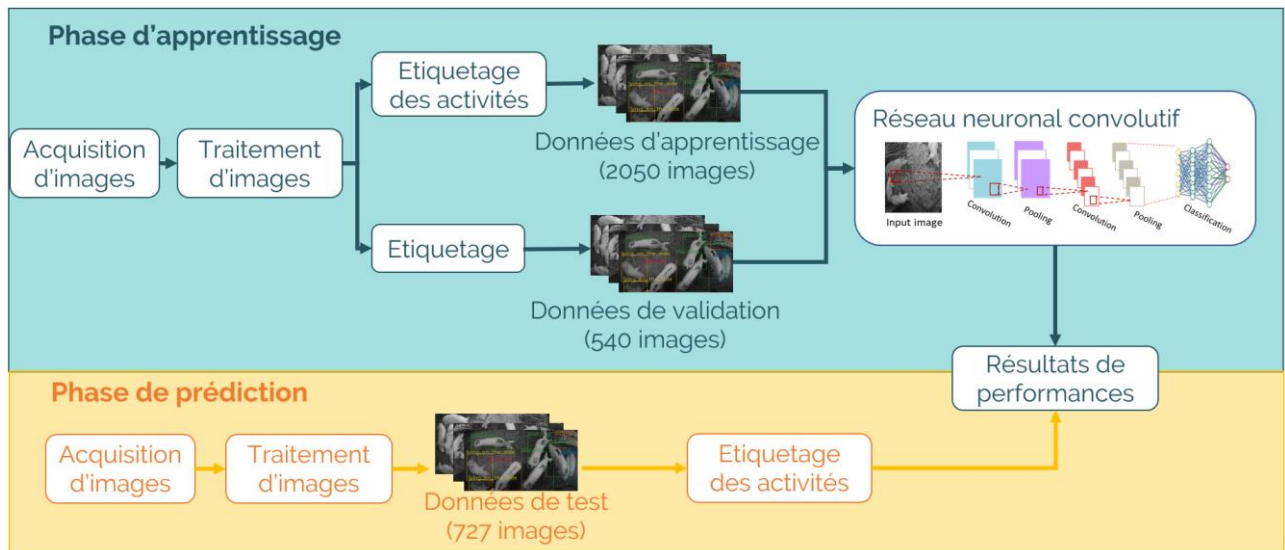 Phase d'apprentissage
Acquisition
d'images
Traitement
d'images
Etiquetage
des activités
Données d'apprentissage
(2050 images)
Etiquetage
Données de validation
(540 images)
Réseau neuronal convolutif
Input image
Convolution
Pooling
Convolution
Pooling
Classification
Résultats de
performances
Phase de prédiction
Acquisition
d'images
Traitement
d'images
Données de test
(727 images)
Etiquetage
des activités